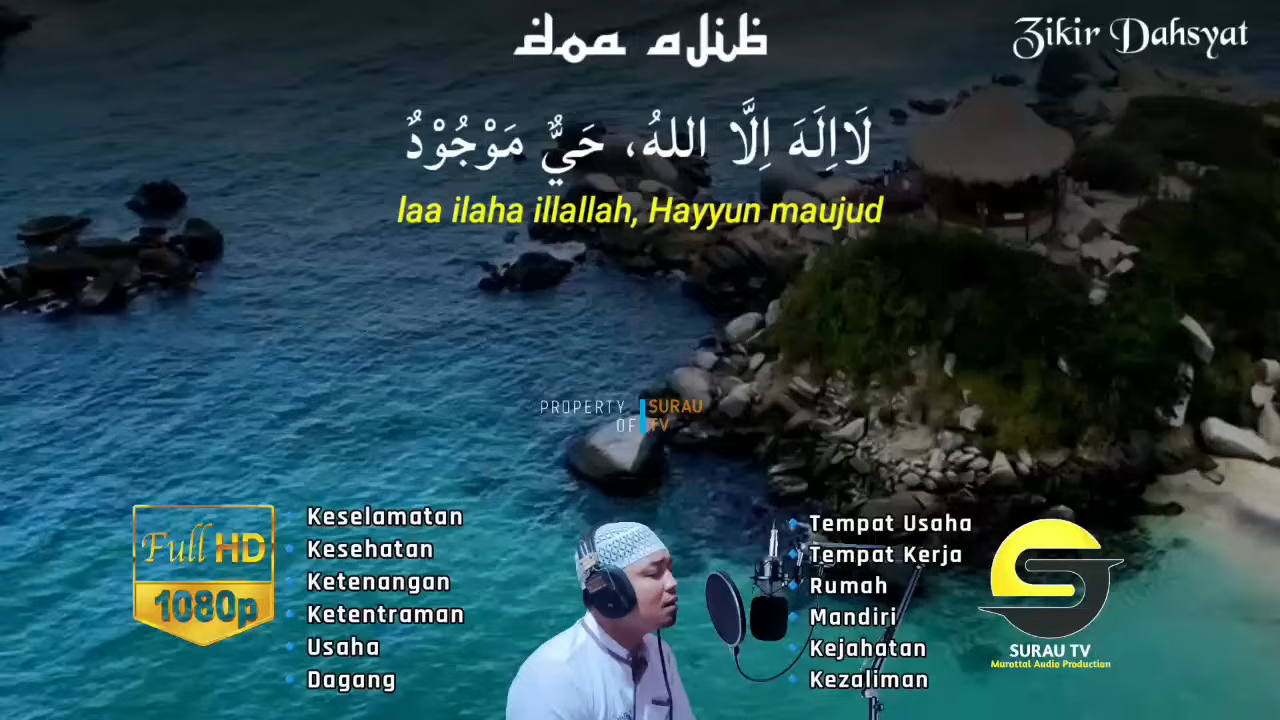 doa ajib
Zikir Dahsyat
لَااِلَهَ اِلَّا اللهُ، حَيٌّ مَوْجُوْدٌ
laa ilaha illallah, Hayyun maujud
PROPERTY OF
SURAU TV
Full HD
1080p
Keselamatan
Kesehatan
Ketenangan
Ketentraman
Usaha
Dagang
Tempat Usaha
Tempat Kerja
Rumah
Mandiri
Kejahatan
Kezaliman
SURAU TV
Murottal Audio Production